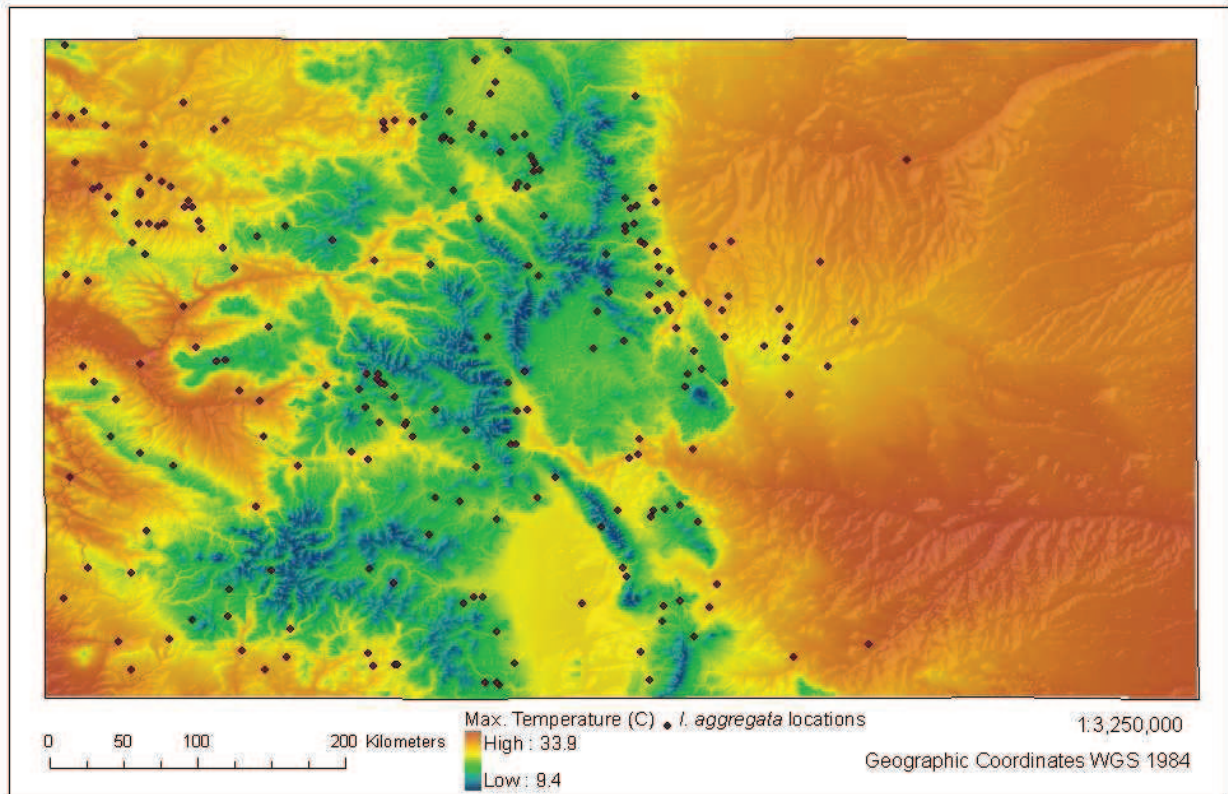 0 50 100 200 Kilometers
Max. Temperature (C) I. aggregata locations
High : 33.9
Low : 9.4
1:3,250,000
Geographic Coordinates WGS 1984